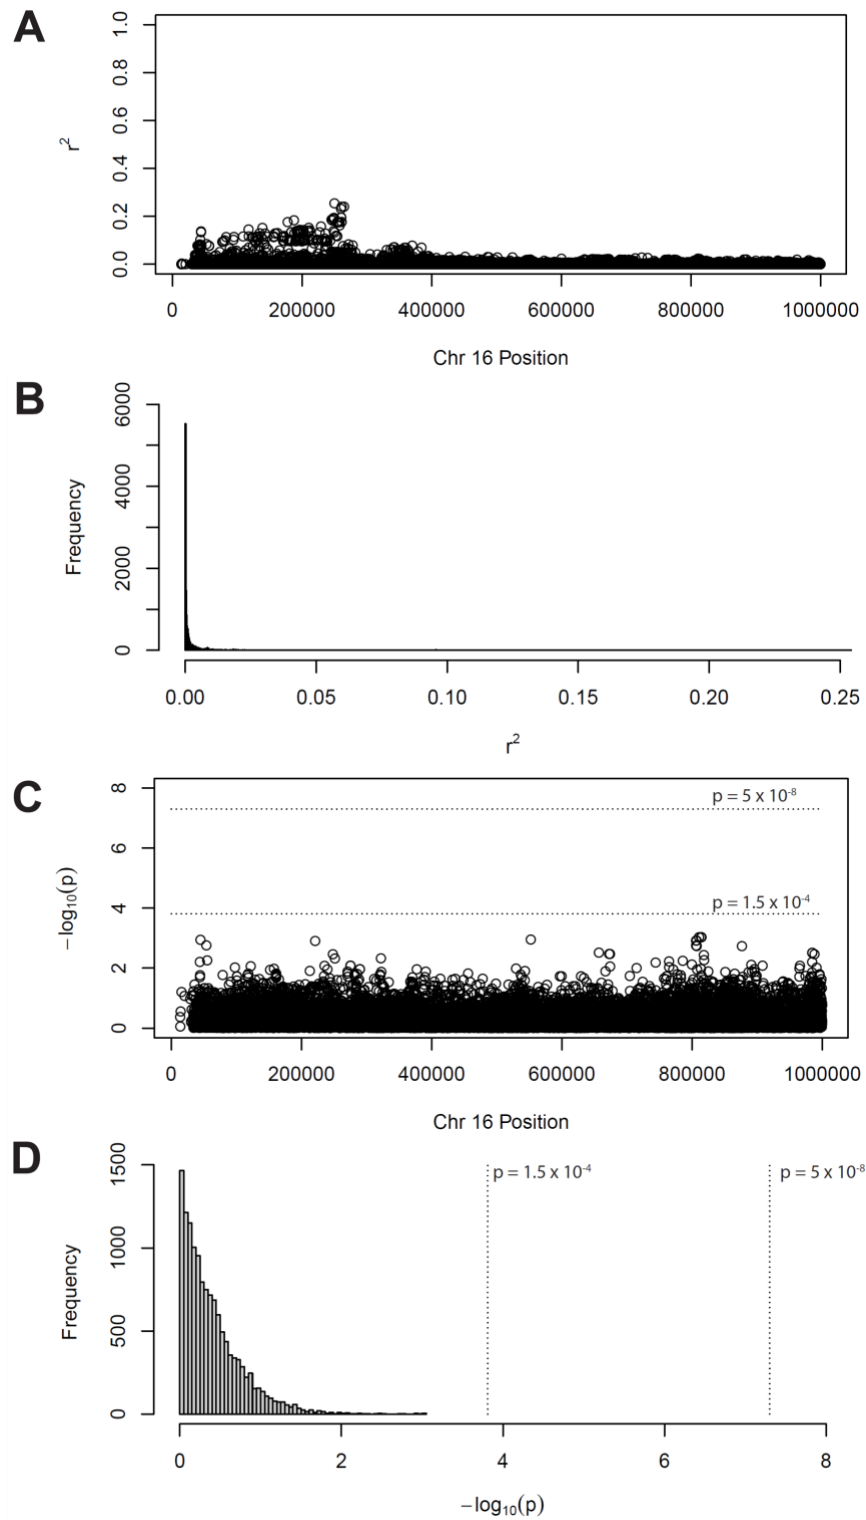 A
1.0
0.8
0.6
0.4
0.2
0.0
r²
0 200000 400000 600000 800000 1000000
Chr 16 Position
B
6000
4000
2000
0
Frequency
0.00 0.05 0.10 0.15 0.20 0.25
r²
C
8
6
4
2
0
−log₁₀(p)
p = 5 x 10⁻⁸
p = 1.5 x 10⁻⁴
0 200000 400000 600000 800000 1000000
Chr 16 Position
D
1500
1000
500
0
Frequency
p = 1.5 x 10⁻⁴ p = 5 x 10⁻⁸
0 2 4 6 8
−log₁₀(p)